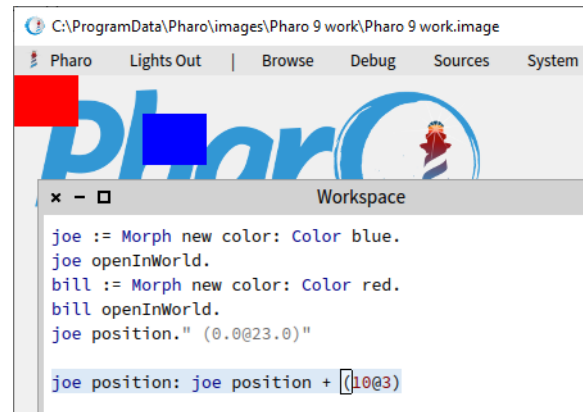 C:\ProgramData\Pharo\images\Pharo 9 work\Pharo 9 work.image
Pharo Lights Out | Browse Debug Sources System
Pharo
× − □ Workspace
joe := Morph new color: Color blue.
joe openInWorld.
bill := Morph new color: Color red.
bill openInWorld.
joe position." (0.0@23.0)"
joe position: joe position + (10@3)